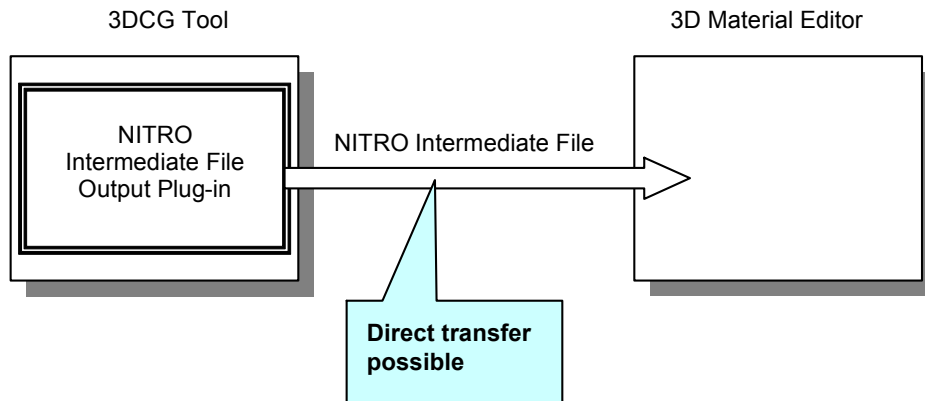 3DCG Tool
3D Material Editor
NITRO
Intermediate File
Output Plug-in
NITRO Intermediate File
Direct transfer
possible